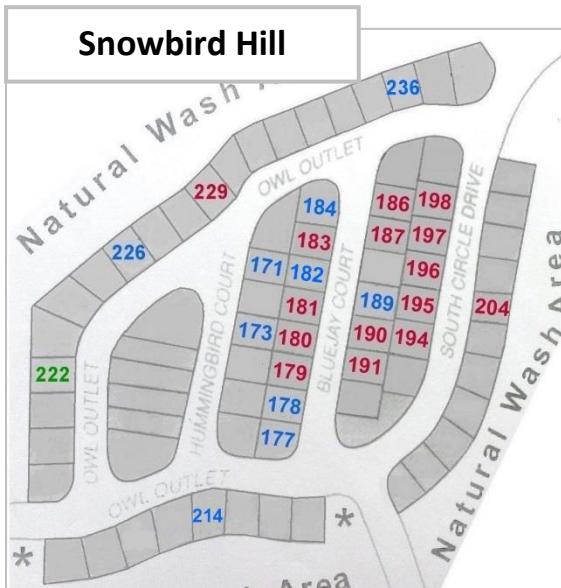 Snowbird Hill
Natural Wash A
236
OWL OUTLET
229
226
222
OWL OUTLET
HUMMINGBIRD COURT
184
183
171 182
181
173 180
179
178
177
BLUEJAY COURT
186 198
187 197
196
189 195
190 194
191
SOUTH CIRCLE DRIVE
204
Natural Wash Area
OWL OUTLET
214
*
*
h Area